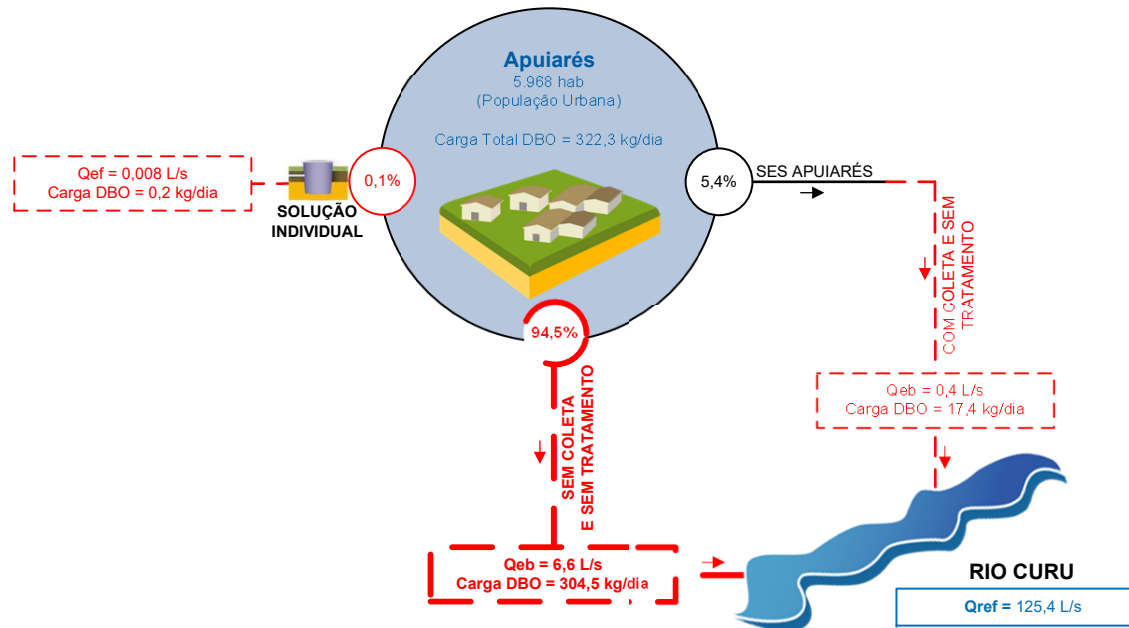 Apuiarés
5.968 hab
(População Urbana)
Carga Total DBO = 322,3 kg/dia
Qef = 0,008 L/s
Carga DBO = 0,2 kg/dia
SOLUÇÃO
INDIVIDUAL
0,1%
5,4%
SES APUIARÉS
COM COLETA E SEM
TRATAMENTO
94,5%
SEM COLETA
E SEM TRATAMENTO
Qeb = 0,4 L/s
Carga DBO = 17,4 kg/dia
Qeb = 6,6 L/s
Carga DBO = 304,5 kg/dia
RIO CURU
Qref = 125,4 L/s